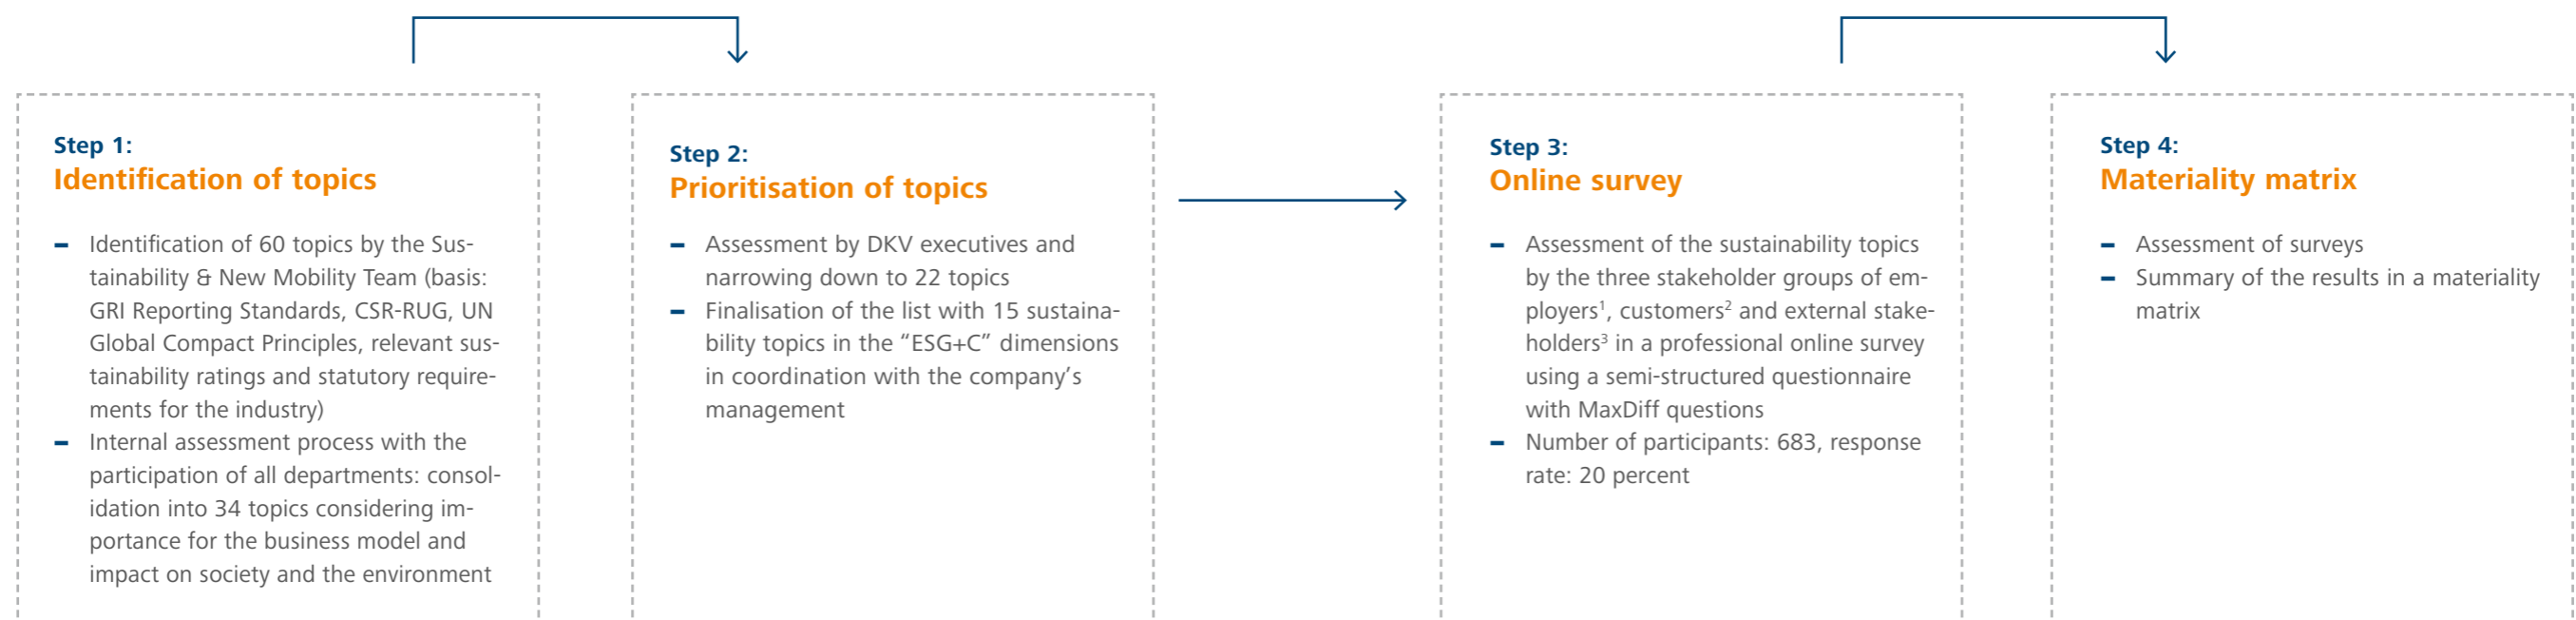 Step 1:
Identification of topics
– Identification of 60 topics by the Sus-
tainability & New Mobility Team (basis:
GRI Reporting Standards, CSR-RUG, UN
Global Compact Principles, relevant sus-
tainability ratings and statutory require-
ments for the industry)
– Internal assessment process with the
participation of all departments: consol-
idation into 34 topics considering im-
portance for the business model and
impact on society and the environment
Step 2:
Prioritisation of topics
– Assessment by DKV executives and
narrowing down to 22 topics
– Finalisation of the list with 15 sustaina-
bility topics in the “ESG+C” dimensions
in coordination with the company’s
management
Step 3:
Online survey
– Assessment of the sustainability topics
by the three stakeholder groups of em-
ployers¹, customers² and external stake-
holders³ in a professional online survey
using a semi-structured questionnaire
with MaxDiff questions
– Number of participants: 683, response
rate: 20 percent
Step 4:
Materiality matrix
– Assessment of surveys
– Summary of the results in a materiality
matrix